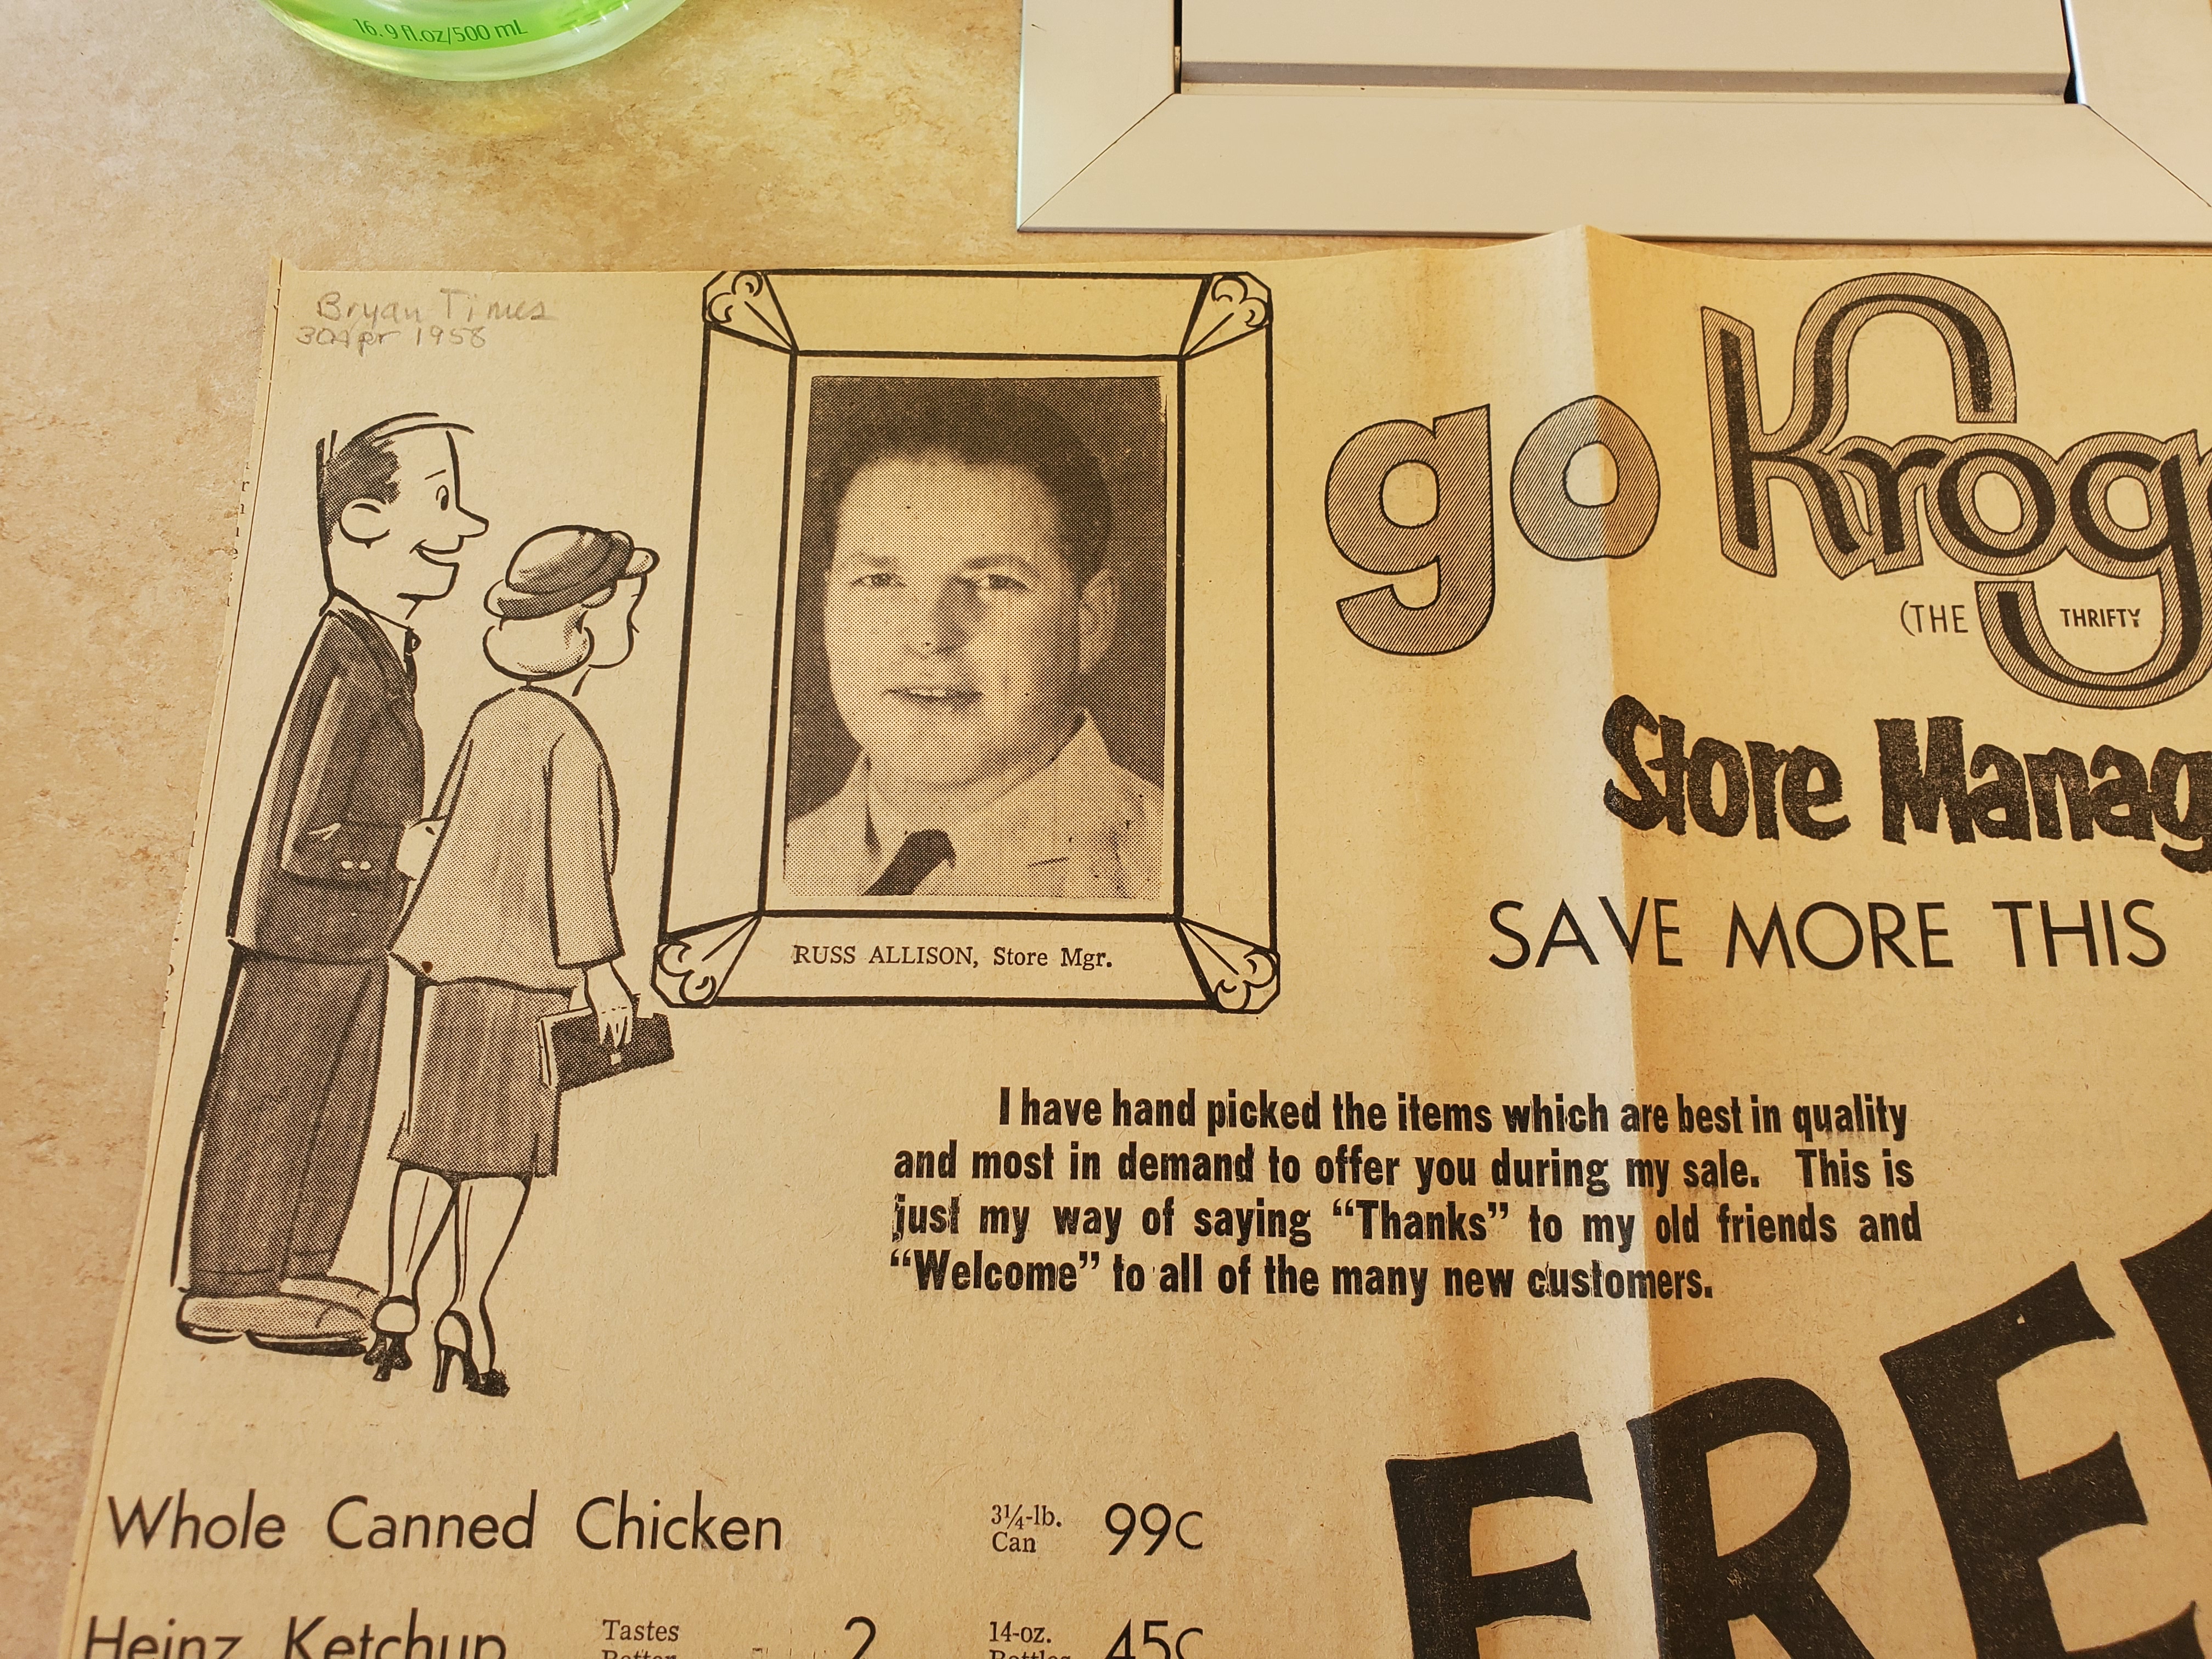 16.9 fl.oz/500 mL
Bryan Times
30 Apr 1958
go Krog
(THE THRIFTY
Store Manag
SAVE MORE THIS
RUSS ALLISON, Store Mgr.
I have hand picked the items which are best in quality
and most in demand to offer you during my sale. This is
just my way of saying “Thanks” to my old friends and
“Welcome” to all of the many new customers.
FREE
Whole Canned Chicken 3¼-lb. Can 99c
Heinz Ketchup Tastes Better 2 14-oz. Bottles 45c